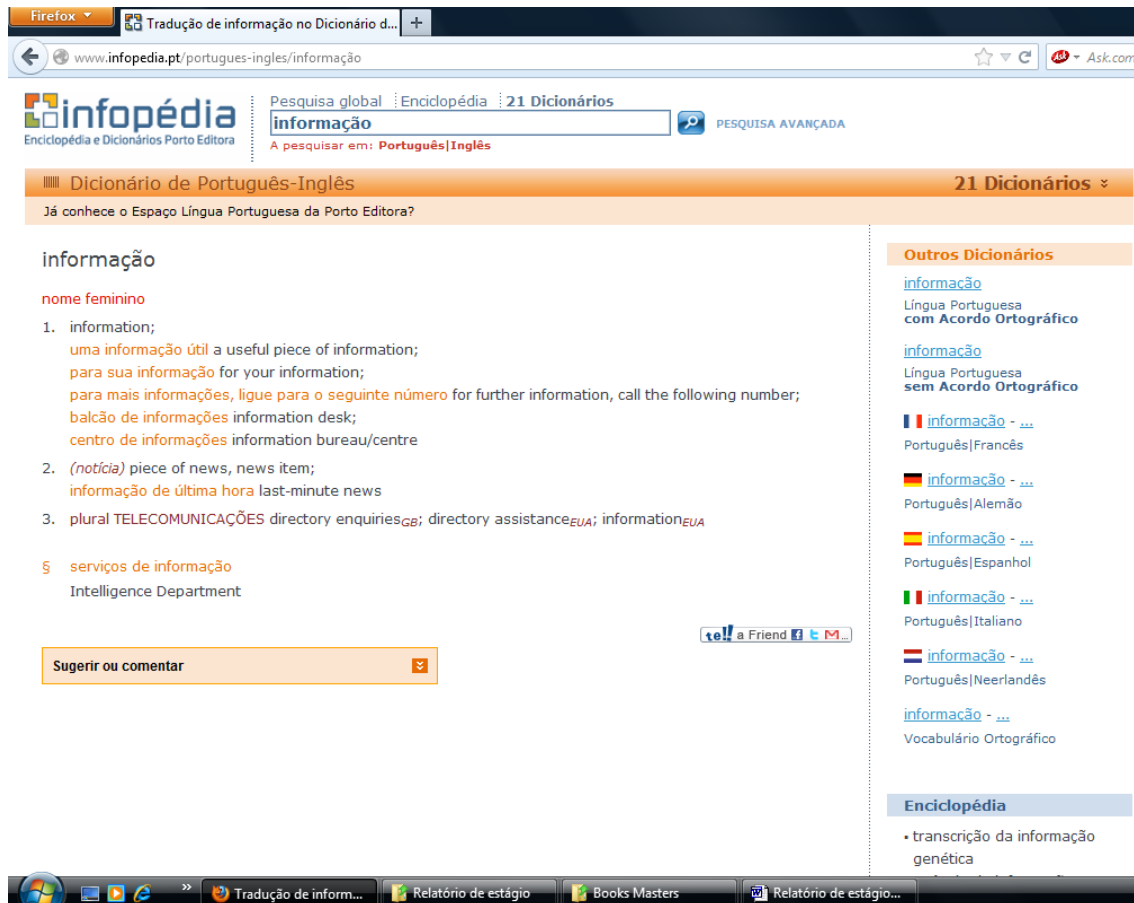 Firefox
Tradução de informação no Dicionário d...
www.infopedia.pt/portugues-ingles/informação
Ask.com
infopédia
Enciclopédia e Dicionários Porto Editora
Pesquisa global Enciclopédia 21 Dicionários
informação
PESQUISA AVANÇADA
A pesquisar em: Português|Inglês
Dicionário de Português-Inglês
21 Dicionários
Já conhece o Espaço Língua Portuguesa da Porto Editora?
informação
nome feminino
1. information;
uma informação útil a useful piece of information;
para sua informação for your information;
para mais informações, ligue para o seguinte número for further information, call the following number;
balcão de informações information desk;
centro de informações information bureau/centre
2. (notícia) piece of news, news item;
informação de última hora last-minute news
3. plural TELECOMUNICAÇÕES directory enquiriesGB; directory assistanceEUA; informationEUA
§ serviços de informação
Intelligence Department
tell a Friend
Sugerir ou comentar
Outros Dicionários
informação
Língua Portuguesa
com Acordo Ortográfico
informação
Língua Portuguesa
sem Acordo Ortográfico
informação - ...
Português|Francês
informação - ...
Português|Alemão
informação - ...
Português|Espanhol
informação - ...
Português|Italiano
informação - ...
Português|Neerlandês
informação - ...
Vocabulário Ortográfico
Enciclopédia
▪ transcrição da informação
genética
Tradução de inform...
Relatório de estágio
Books Masters
Relatório de estágio...